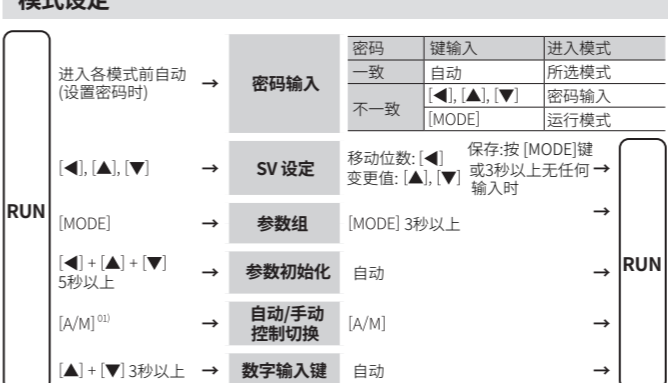 模式设定
密码 键输入 进入模式
一致 自动 所选模式
不一致 [◀], [▲], [▼] 密码输入
[MODE] 运行模式
进入各模式前自动
(设置密码时)
→ 密码输入
[◀], [▲], [▼] → SV 设定
移动位数: [◀]
变更值: [▲], [▼]
保存:按 [MODE]键
或3秒以上无任何 →
输入时
RUN
[MODE] → 参数组 [MODE] 3秒以上 →
[◀] + [▲] + [▼]
5秒以上
→ 参数初始化 自动 →
RUN
[A/M] 01) →
自动/手动
控制切换
[A/M] →
[▲] + [▼] 3秒以上 → 数字输入键 自动 →